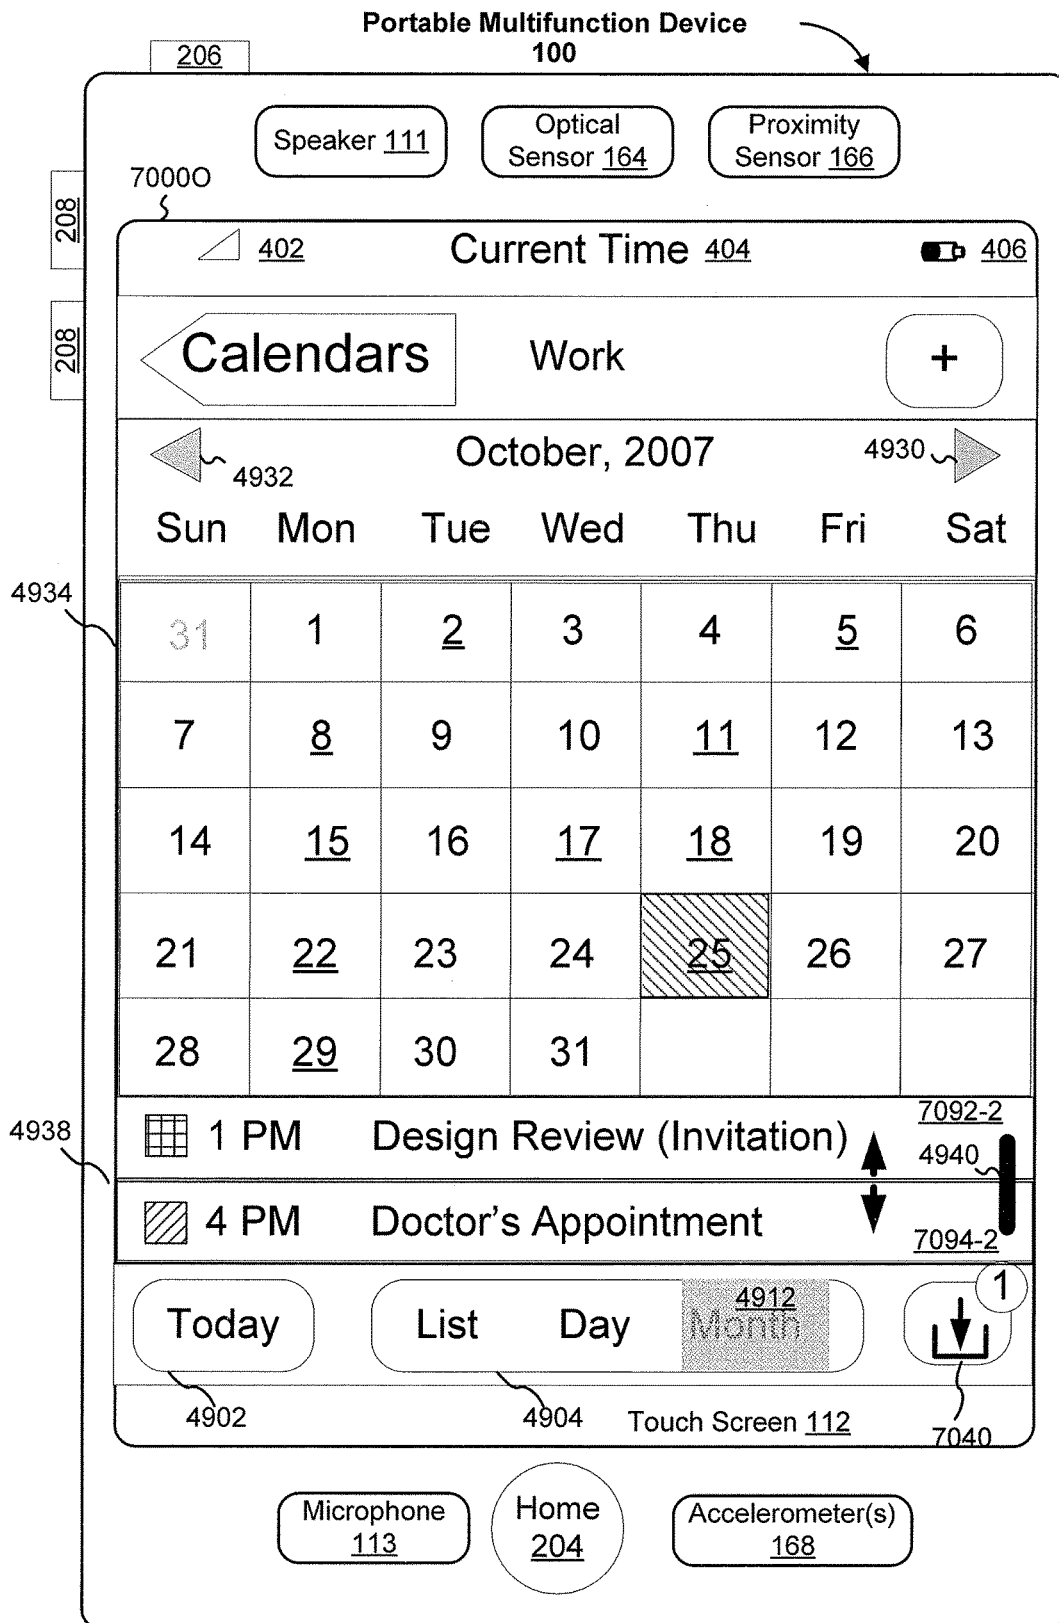 Portable Multifunction Device
100
206
Speaker 111
Optical
Sensor 164
Proximity
Sensor 166
7000O
208
208
402
Current Time 404
406
Calendars
Work
+
4932
October, 2007
4930
Sun Mon Tue Wed Thu Fri Sat
4934
31 1 2 3 4 5 6
7 8 9 10 11 12 13
14 15 16 17 18 19 20
21 22 23 24 25 26 27
28 29 30 31
4938
1 PM Design Review (Invitation)
7092-2
4940
4 PM Doctor's Appointment
7094-2
Today
List
Day
4912
Month
1
4902
4904
Touch Screen 112
7040
Microphone
113
Home
204
Accelerometer(s)
168